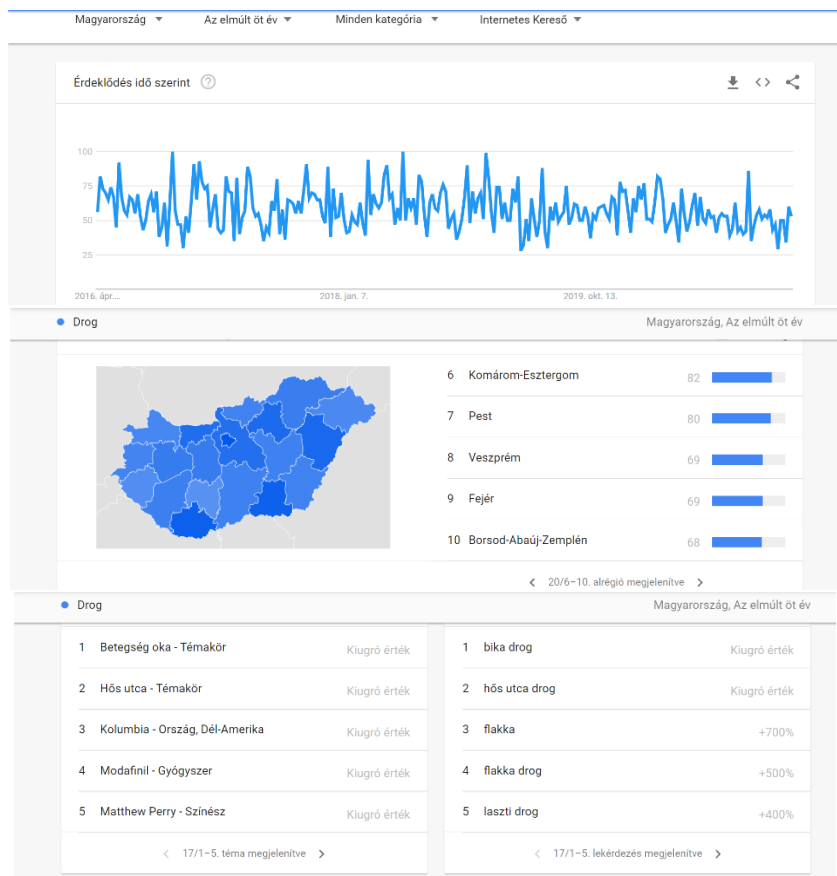 Magyarország Az elmúlt öt év Minden kategória Internetes Kereső
Érdeklődés idő szerint ?
100
75
50
25
2016. ápr.... 2018. jan. 7. 2019. okt. 13.
Drog Magyarország, Az elmúlt öt év
6 Komárom-Esztergom 82
7 Pest 80
8 Veszprém 69
9 Fejér 69
10 Borsod-Abaúj-Zemplén 68
20/6–10. alrégió megjelenítve
Drog Magyarország, Az elmúlt öt év
1 Betegség oka - Témakör Kiugró érték
2 Hős utca - Témakör Kiugró érték
3 Kolumbia - Ország, Dél-Amerika Kiugró érték
4 Modafinil - Gyógyszer Kiugró érték
5 Matthew Perry - Színész Kiugró érték
17/1–5. téma megjelenítve
1 bika drog Kiugró érték
2 hős utca drog Kiugró érték
3 flakka +700%
4 flakka drog +500%
5 laszti drog +400%
17/1–5. lekérdezés megjelenítve